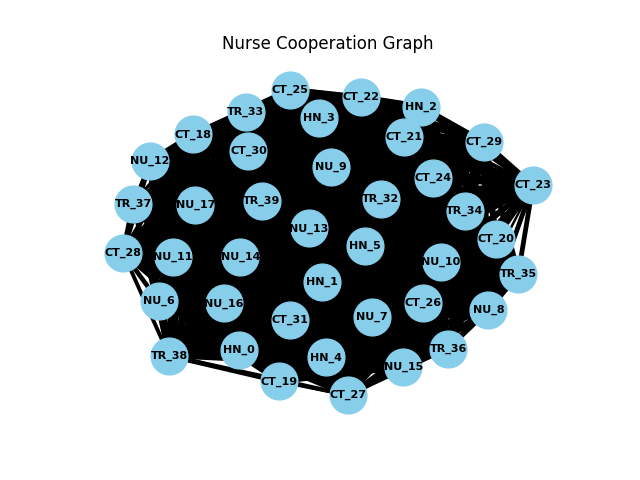 Nurse Cooperation Graph
CT_25
CT_22
HN_2
TR_33
HN_3
CT_18
CT_21
CT_29
CT_30
NU_12
NU_9
CT_24
CT_23
TR_37
NU_17
TR_39
TR_32
TR_34
NU_13
CT_20
HN_5
CT_28
NU_11
NU_14
NU_10
TR_35
HN_1
NU_6
NU_16
CT_26
NU_8
CT_31
NU_7
HN_0
TR_36
TR_38
HN_4
NU_15
CT_19
CT_27